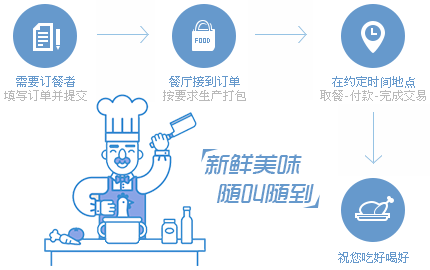 FOOD
需要订餐者
填写订单并提交
餐厅接到订单
按要求生产打包
在约定时间地点
取餐-付款-完成交易
新鲜美味
随叫随到
祝您吃好喝好